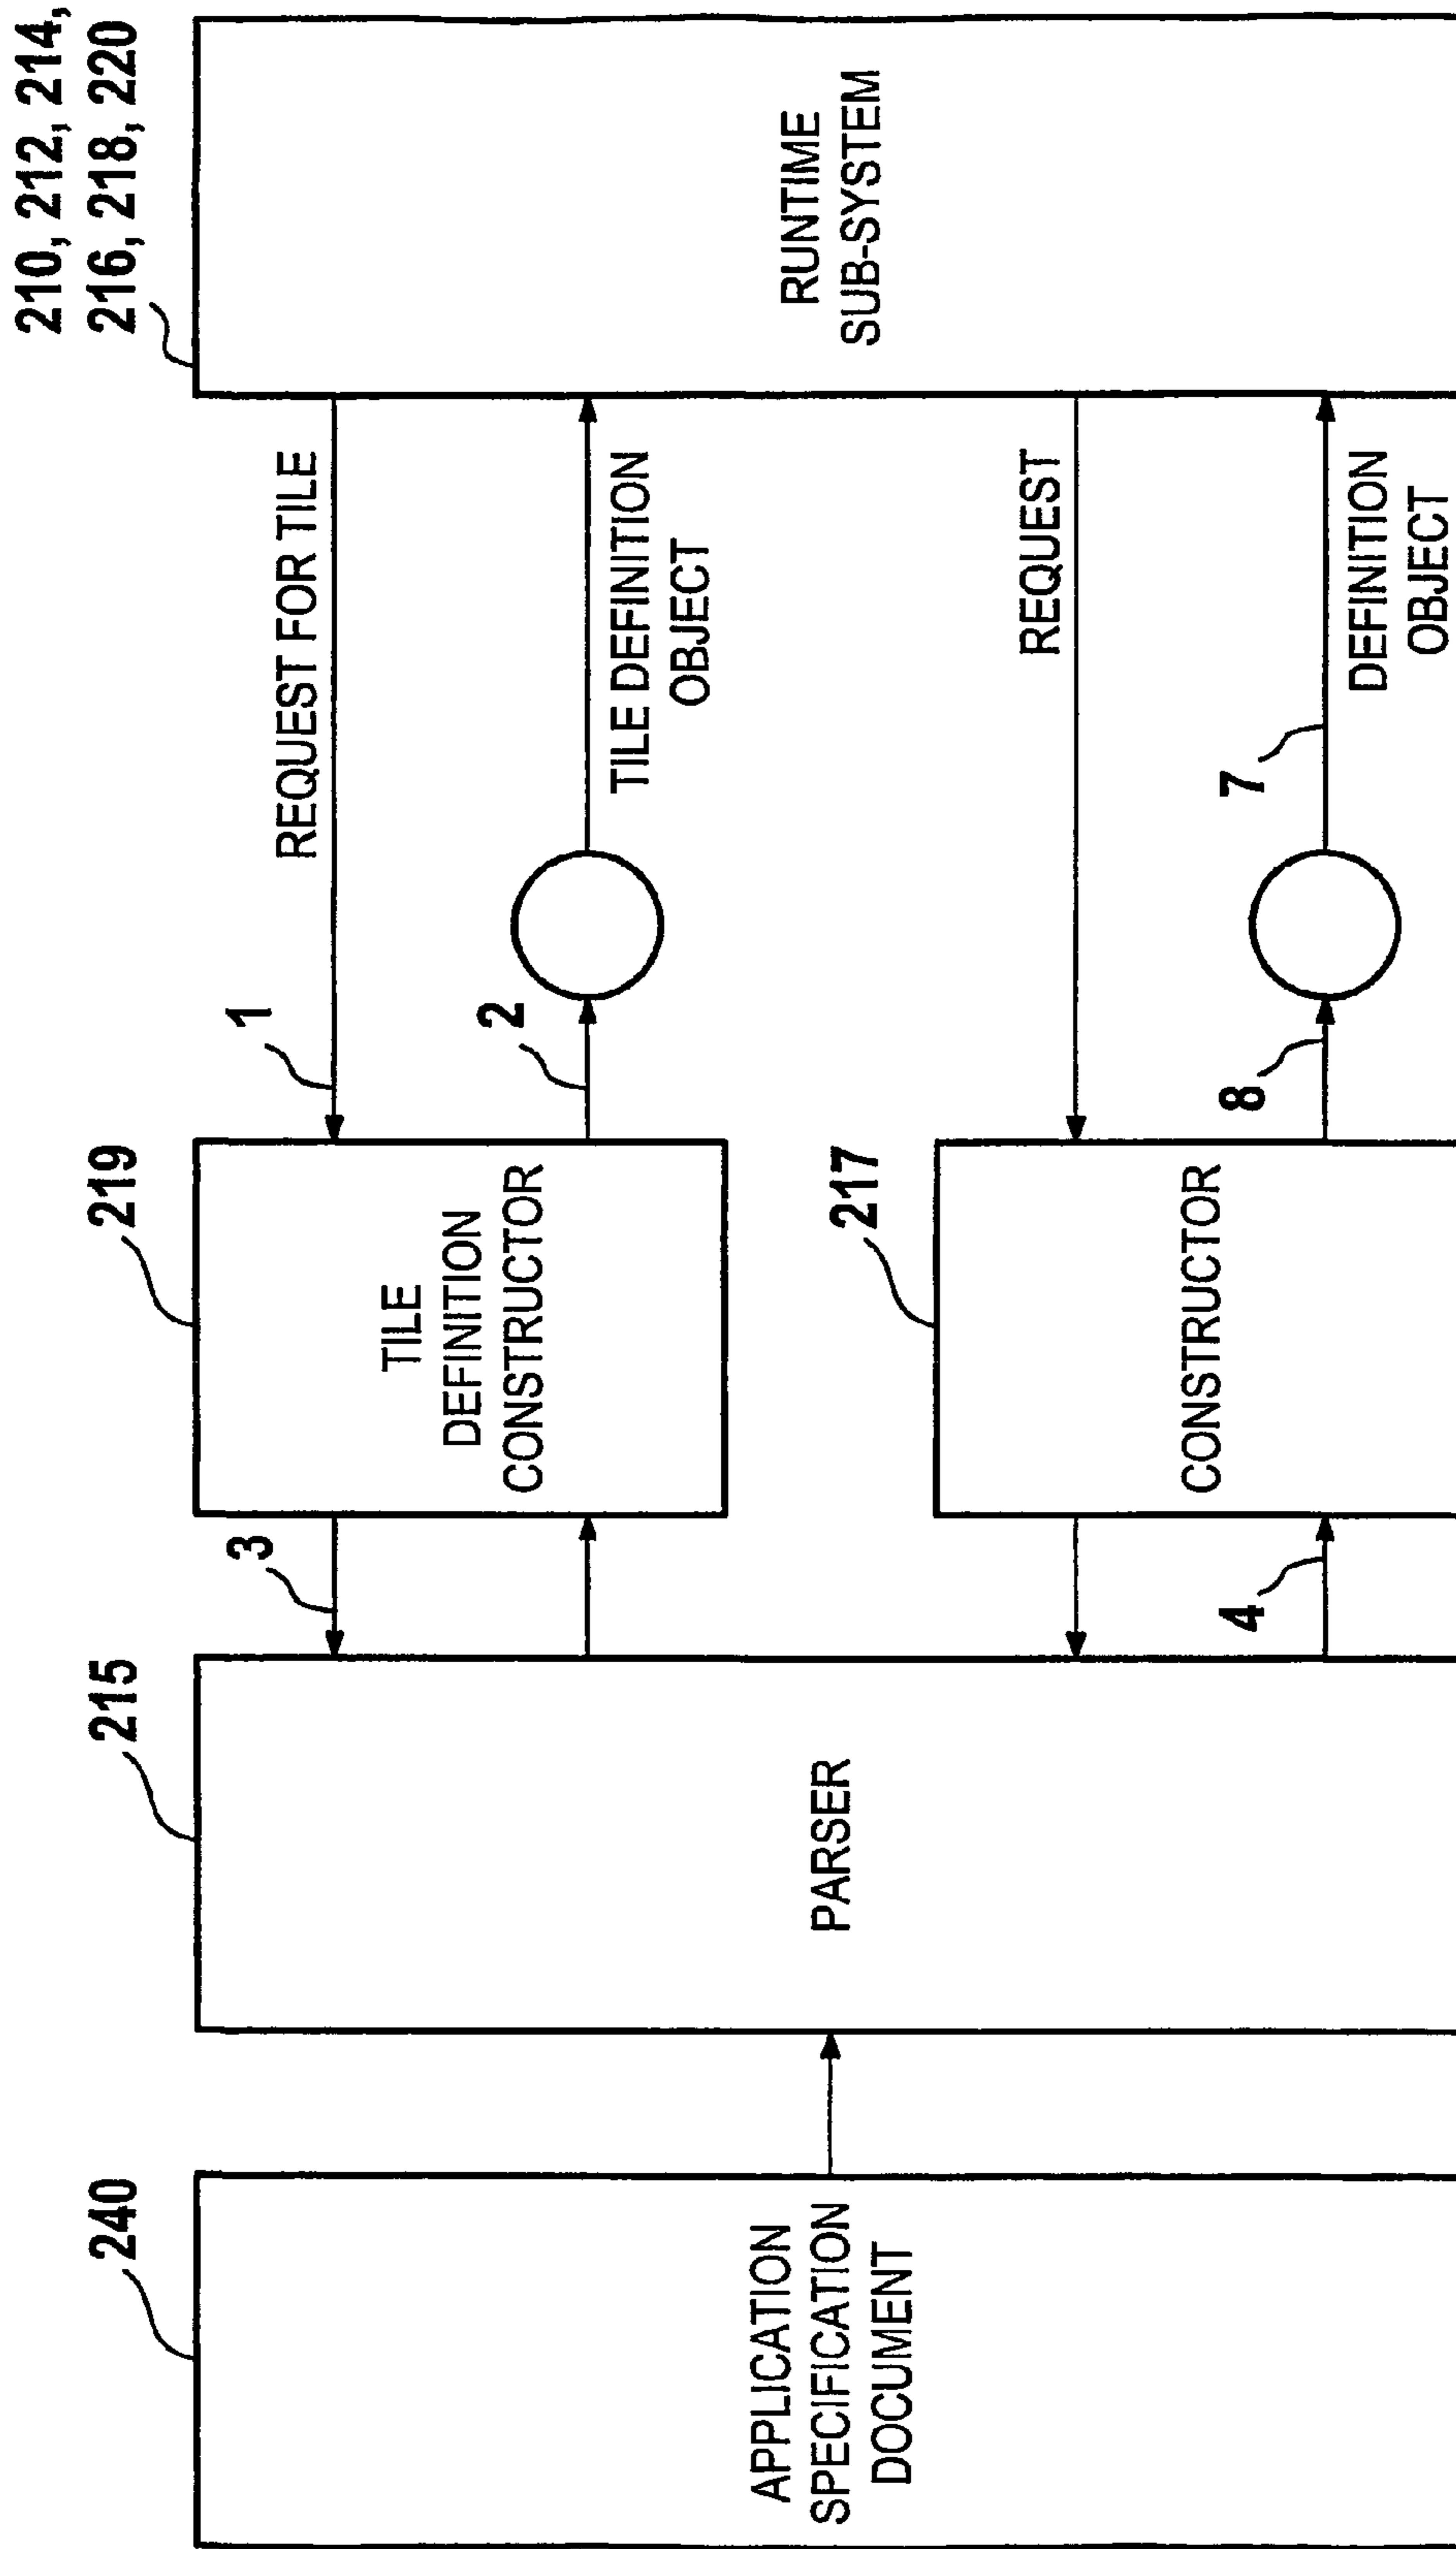 240
APPLICATION
SPECIFICATION
DOCUMENT
215
PARSER
3
4
219
TILE
DEFINITION
CONSTRUCTOR
217
CONSTRUCTOR
1
REQUEST FOR TILE
2
TILE DEFINITION
OBJECT
REQUEST
8
7
DEFINITION
OBJECT
210, 212, 214,
216, 218, 220
RUNTIME
SUB-SYSTEM